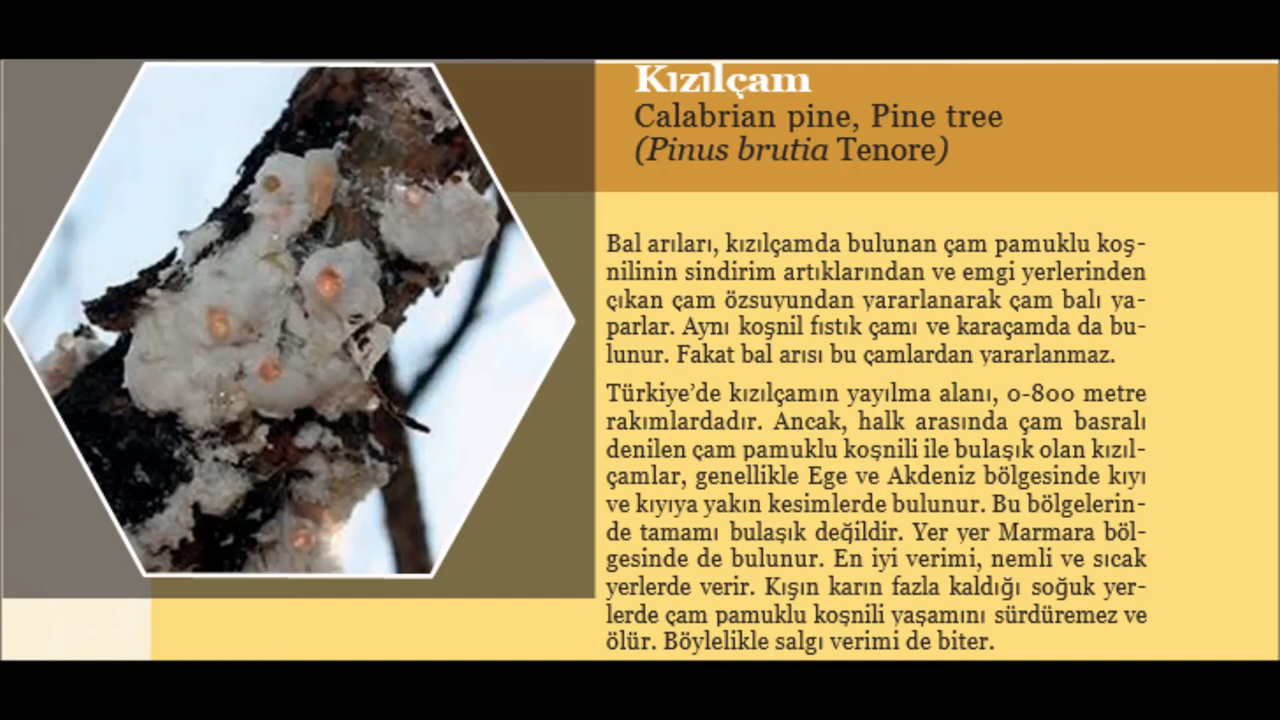 Kızılçam
Calabrian pine, Pine tree
(Pinus brutia Tenore)
Bal arıları, kızılçamda bulunan çam pamuklu koş-
nilinin sindirim artıklarından ve emgi yerlerinden
çıkan çam özsuyundan yararlanarak çam balı ya-
parlar. Aynı koşnil fıstık çamı ve karaçamda da bu-
lunur. Fakat bal arısı bu çamlardan yararlanmaz.
Türkiye’de kızılçamın yayılma alanı, 0-800 metre
rakımlardadır. Ancak, halk arasında çam basralı
denilen çam pamuklu koşnili ile bulaşık olan kızıl-
çamlar, genellikle Ege ve Akdeniz bölgesinde kıyı
ve kıyıya yakın kesimlerde bulunur. Bu bölgelerin-
de tamamı bulaşık değildir. Yer yer Marmara böl-
gesinde de bulunur. En iyi verimi, nemli ve sıcak
yerlerde verir. Kışın karın fazla kaldığı soğuk yer-
lerde çam pamuklu koşnili yaşamını sürdüremez ve
ölür. Böylelikle salgı verimi de biter.